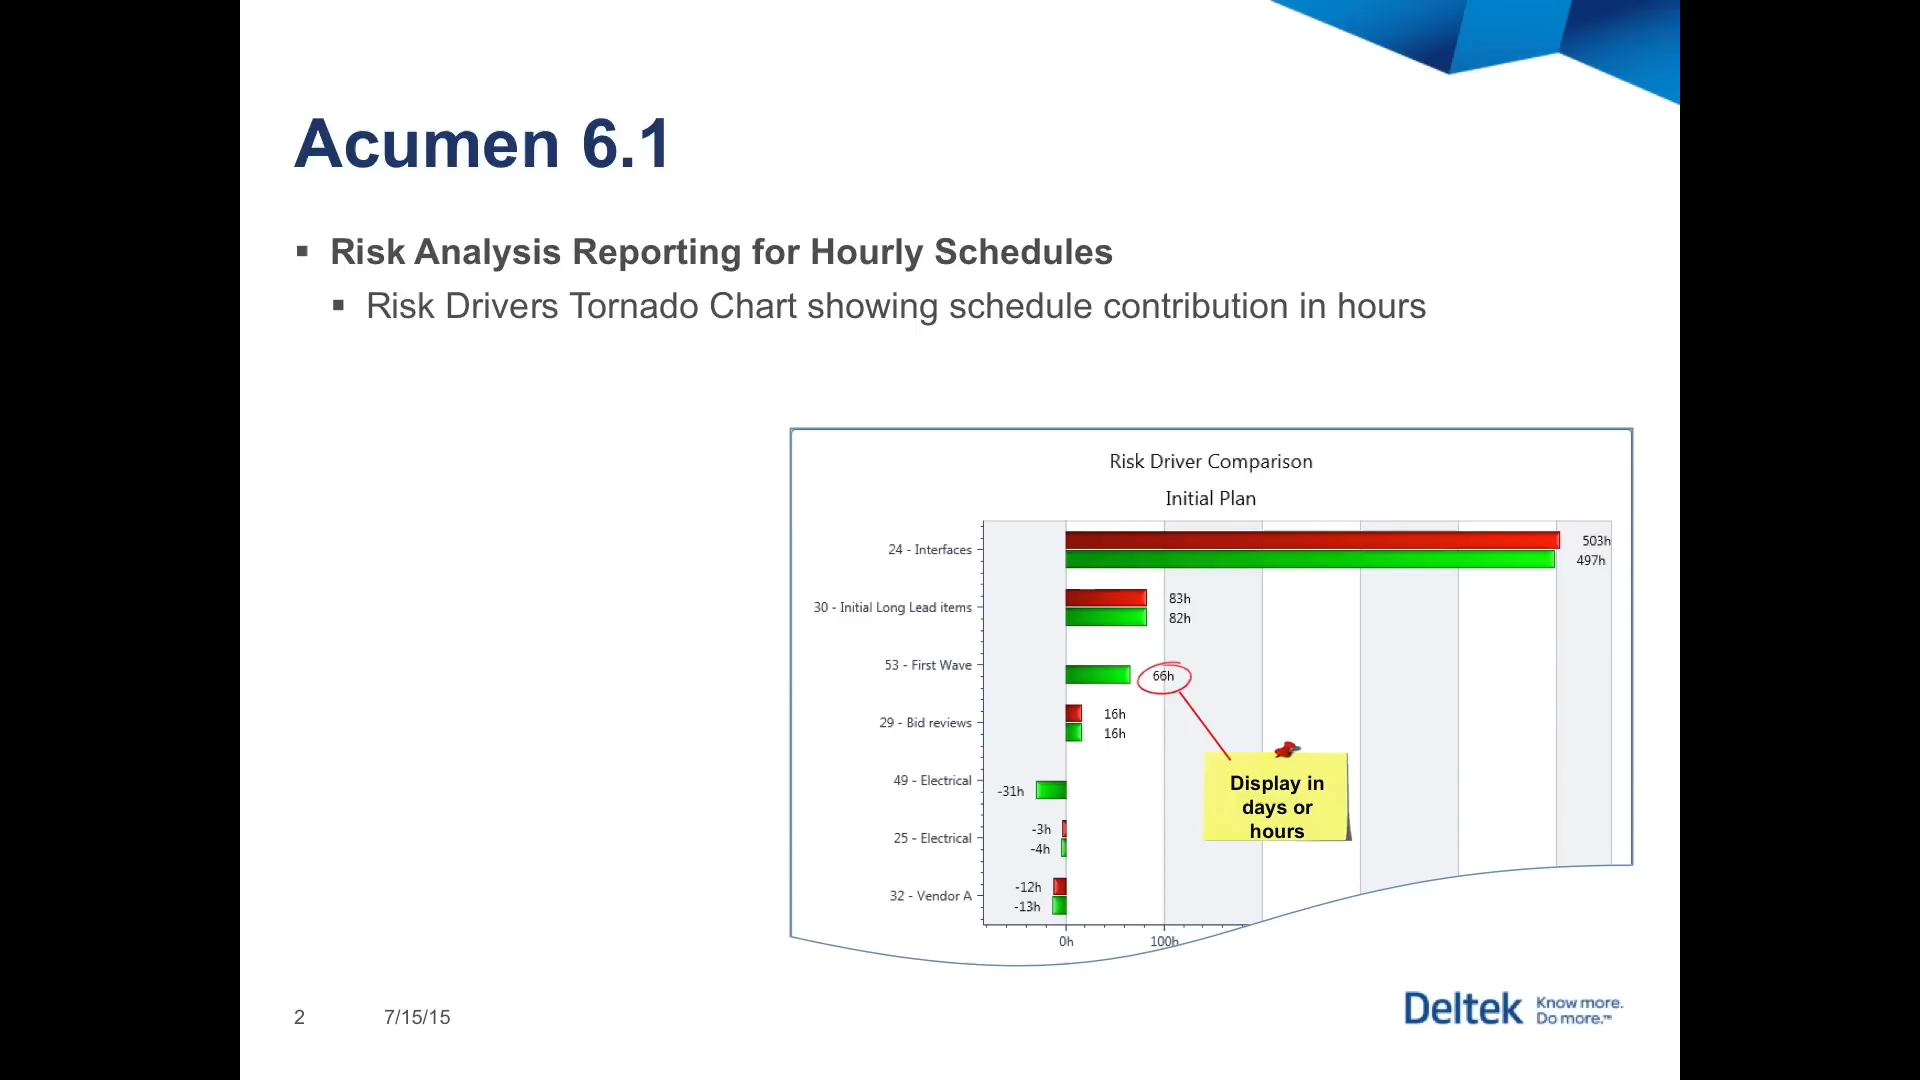 Acumen 6.1
▪ Risk Analysis Reporting for Hourly Schedules
▪ Risk Drivers Tornado Chart showing schedule contribution in hours
Risk Driver Comparison
Initial Plan
24 - Interfaces
503h
497h
30 - Initial Long Lead items
83h
82h
53 - First Wave
66h
29 - Bid reviews
16h
16h
49 - Electrical
-31h
25 - Electrical
-3h
-4h
32 - Vendor A
-12h
-13h
0h
100h
Display in
days or
hours
2
7/15/15
Deltek
Know more.
Do more.™